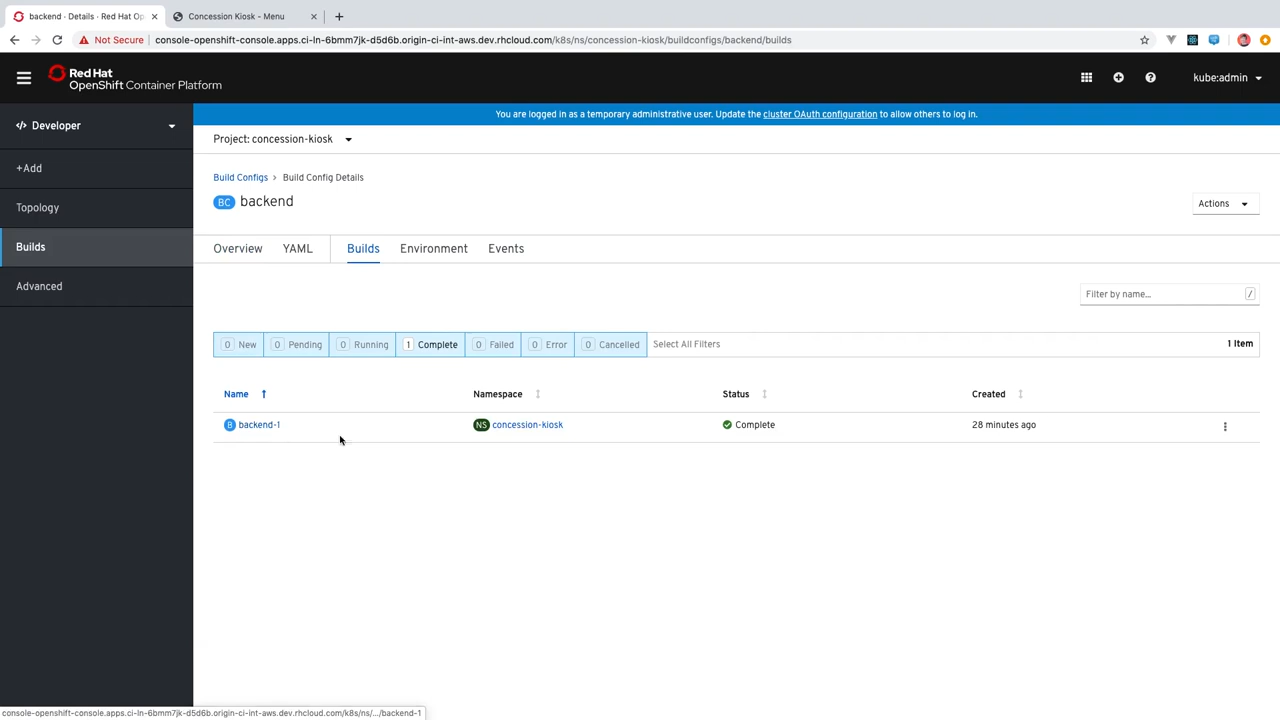 backend - Details · Red Hat Op
Concession Kiosk - Menu
Not Secure
console-openshift-console.apps.ci-ln-6bmm7jk-d5d6b.origin-ci-int-aws.dev.rhcloud.com/k8s/ns/concession-kiosk/buildconfigs/backend/builds
Red Hat
OpenShift Container Platform
kube:admin
You are logged in as a temporary administrative user. Update the cluster OAuth configuration to allow others to log in.
</> Developer
Project: concession-kiosk
+Add
Topology
Builds
Advanced
Build Configs > Build Config Details
BC backend
Actions
Overview YAML Builds Environment Events
Filter by name... /
0 New 0 Pending 0 Running 1 Complete 0 Failed 0 Error 0 Cancelled Select All Filters 1 Item
Name Namespace Status Created
B backend-1 NS concession-kiosk Complete 28 minutes ago
console-openshift-console.apps.ci-ln-6bmm7jk-d5d6b.origin-ci-int-aws.dev.rhcloud.com/k8s/ns/.../backend-1